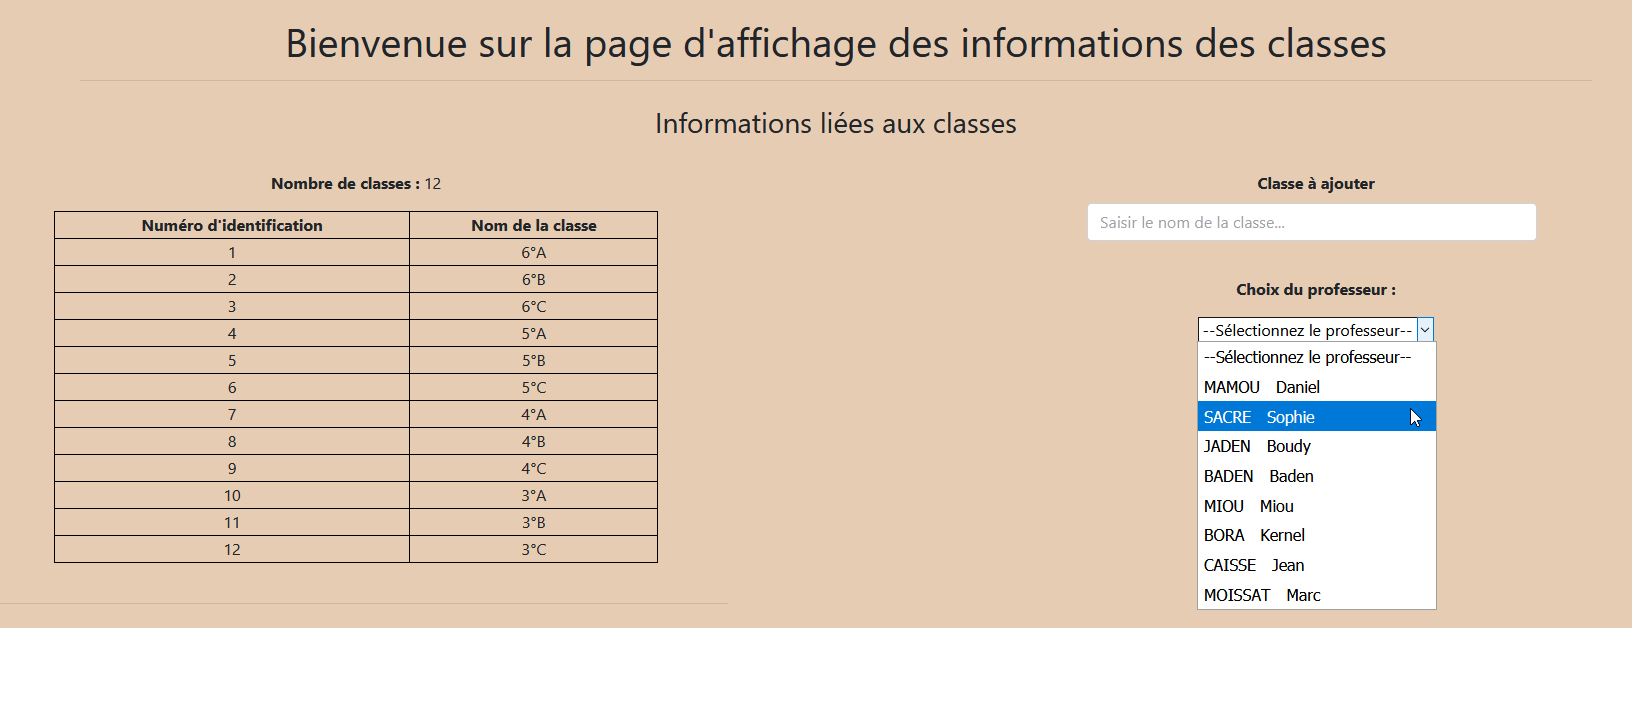 Bienvenue sur la page d'affichage des informations des classes
Informations liées aux classes
Nombre de classes : 12
Numéro d'identification Nom de la classe
1 6°A
2 6°B
3 6°C
4 5°A
5 5°B
6 5°C
7 4°A
8 4°B
9 4°C
10 3°A
11 3°B
12 3°C
Classe à ajouter
Saisir le nom de la classe...
Choix du professeur :
--Sélectionnez le professeur--
--Sélectionnez le professeur--
MAMOU Daniel
SACRE Sophie
JADEN Boudy
BADEN Baden
MIOU Miou
BORA Kernel
CAISSE Jean
MOISSAT Marc